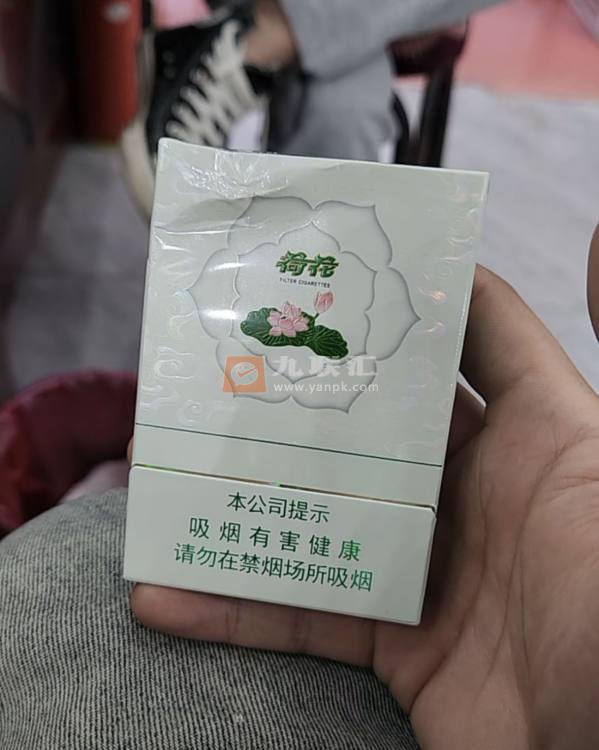 荷花
FILTER CIGARETTES
九联汇
www.yanpk.com
本公司提示
吸烟有害健康
请勿在禁烟场所吸烟